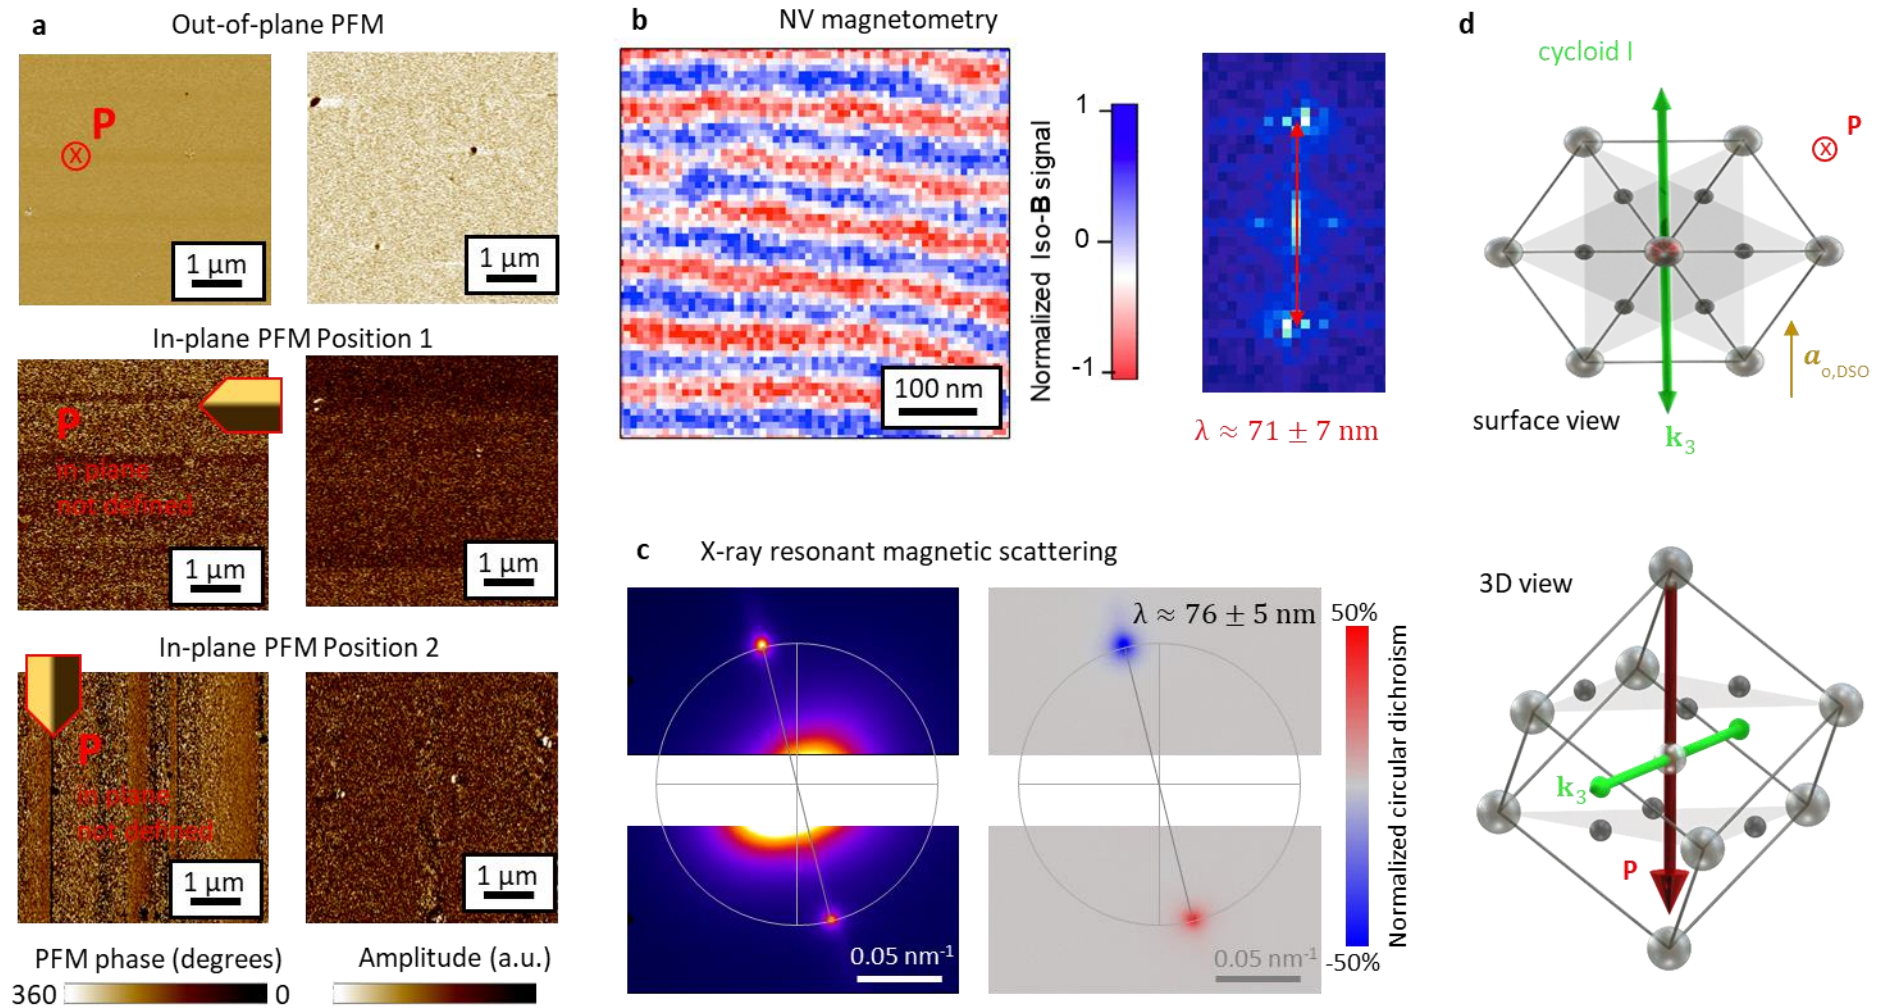 a
Out-of-plane PFM
P
X
1 µm
1 µm
In-plane PFM Position 1
P
in plane
not defined
1 µm
1 µm
In-plane PFM Position 2
P
in plane
not defined
1 µm
1 µm
PFM phase (degrees)
360
0
Amplitude (a.u.)
b
NV magnetometry
100 nm
1
0
-1
Normalized Iso-B signal
λ ≈ 71 ± 7 nm
c
X-ray resonant magnetic scattering
0.05 nm⁻¹
λ ≈ 76 ± 5 nm
0.05 nm⁻¹
50%
-50%
Normalized circular dichroism
d
cycloid I
P
X
a o,DSO
surface view
k₃
3D view
k₃
P